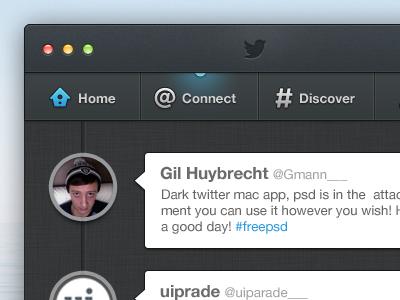 Home
@ Connect
# Discover
Gil Huybrecht @Gmann___
Dark twitter mac app, psd is in the attac
ment you can use it however you wish! H
a good day! #freepsd
uiprade @uiparade___
ui